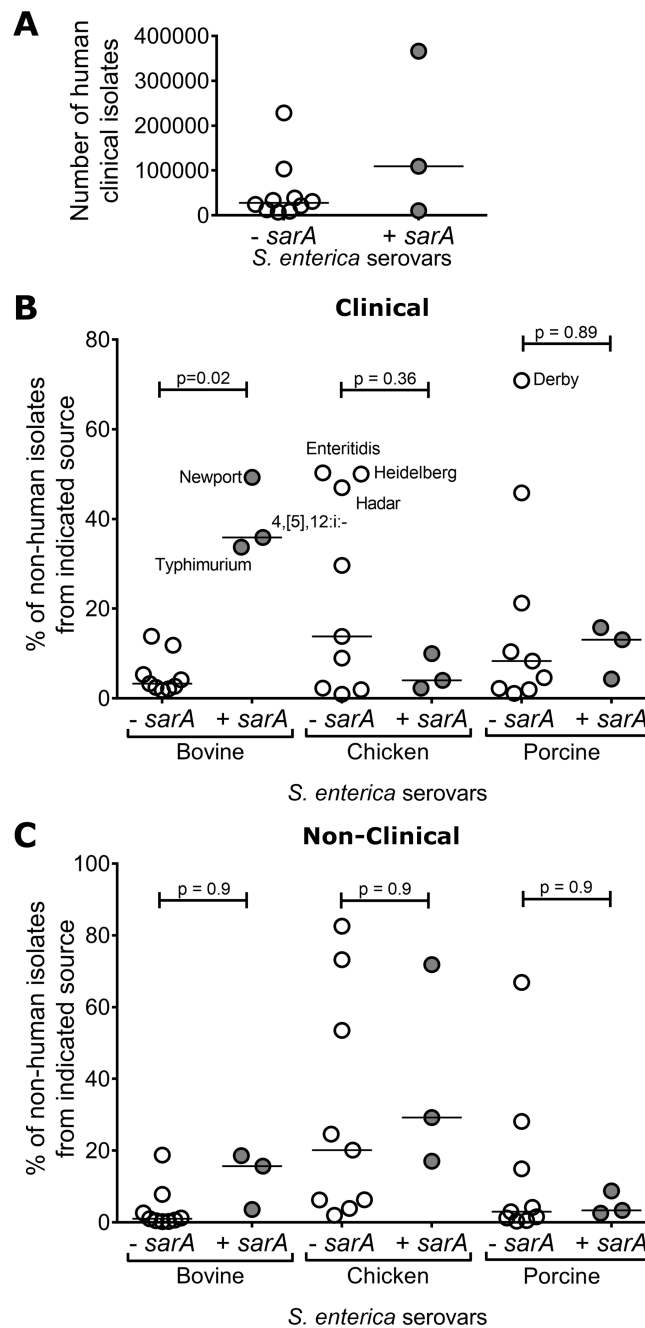 A
Number of human
clinical isolates
400000
300000
200000
100000
0
- sarA
+ sarA
S. enterica serovars
B
Clinical
% of non-human isolates
from indicated source
80
60
40
20
0
p=0.02
p = 0.36
p = 0.89
Derby
Enteritidis
Newport
Heidelberg
Hadar
4,[5],12:i:-
Typhimurium
- sarA
+ sarA
- sarA
+ sarA
- sarA
+ sarA
Bovine
Chicken
Porcine
S. enterica serovars
C
Non-Clinical
% of non-human isolates
from indicated source
100
80
60
40
20
0
p = 0.9
p = 0.9
p = 0.9
- sarA
+ sarA
- sarA
+ sarA
- sarA
+ sarA
Bovine
Chicken
Porcine
S. enterica serovars